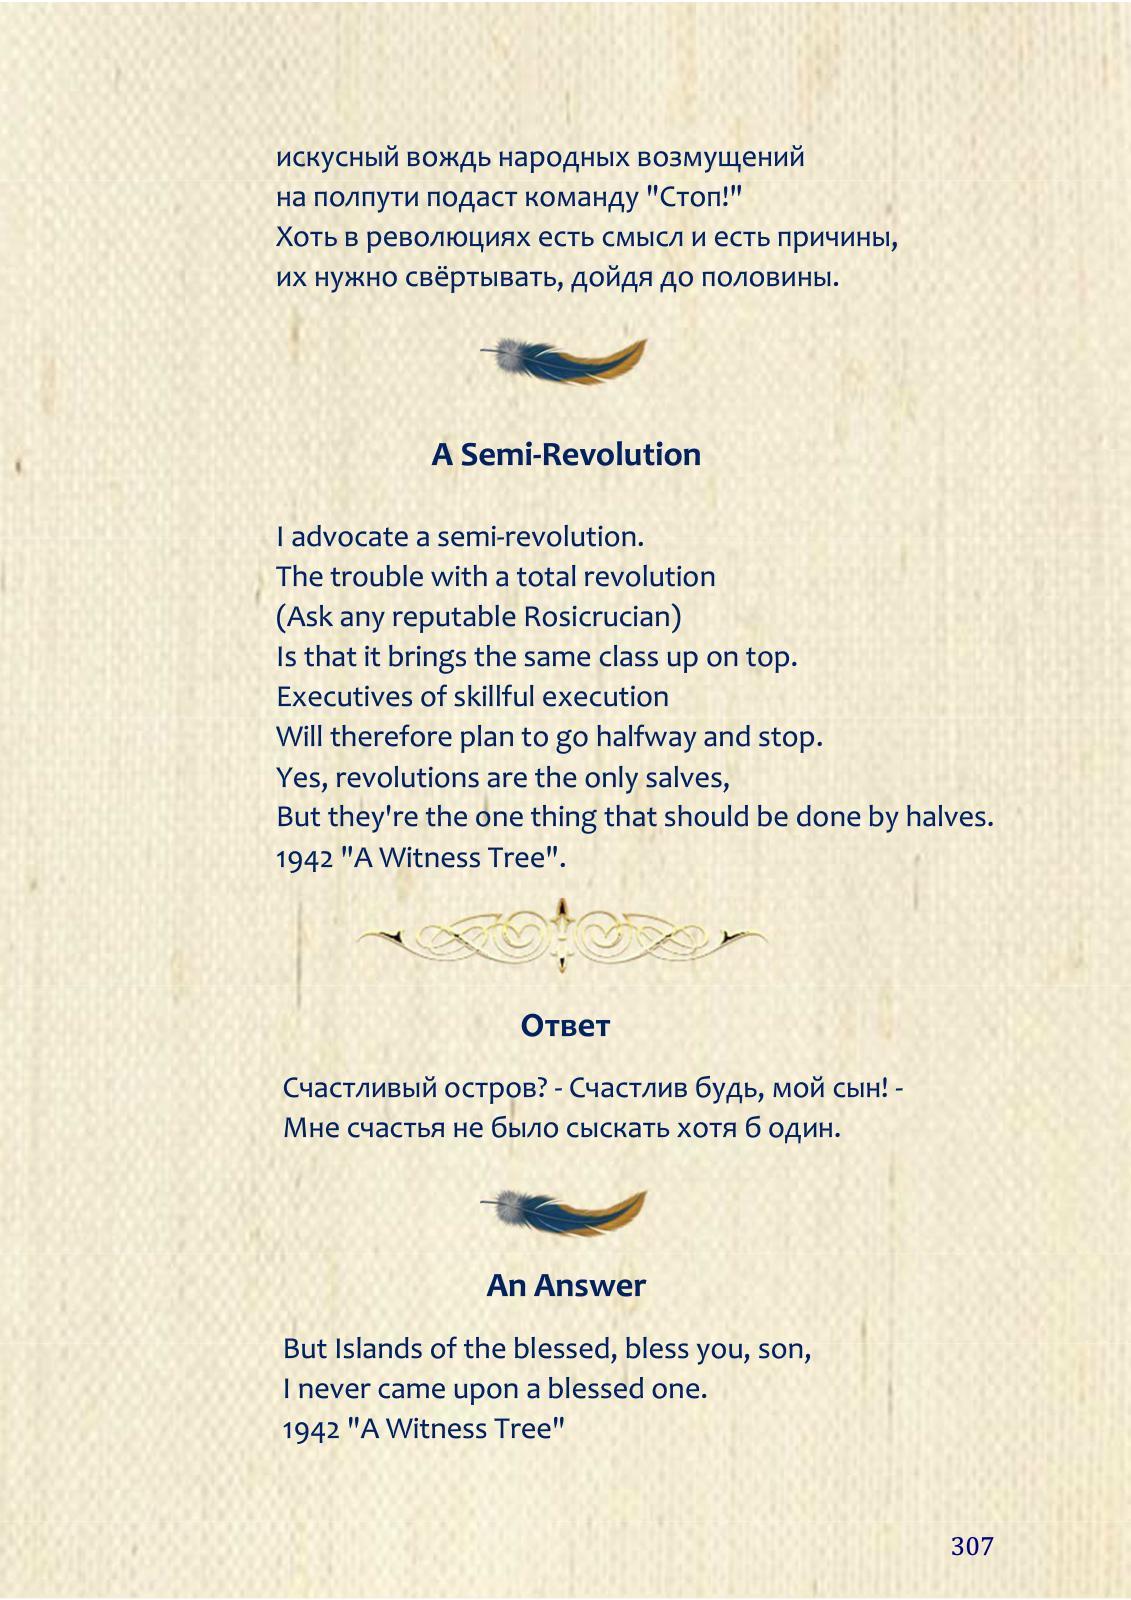 искусный вождь народных возмущений
на полпути подаст команду "Стоп!"
Хоть в революциях есть смысл и есть причины,
их нужно свёртывать, дойдя до половины.
A Semi-Revolution
I advocate a semi-revolution.
The trouble with a total revolution
(Ask any reputable Rosicrucian)
Is that it brings the same class up on top.
Executives of skillful execution
Will therefore plan to go halfway and stop.
Yes, revolutions are the only salves,
But they're the one thing that should be done by halves.
1942 "A Witness Tree".
Ответ
Счастливый остров? - Счастлив будь, мой сын! -
Мне счастья не было сыскать хотя б один.
An Answer
But Islands of the blessed, bless you, son,
I never came upon a blessed one.
1942 "A Witness Tree"
307